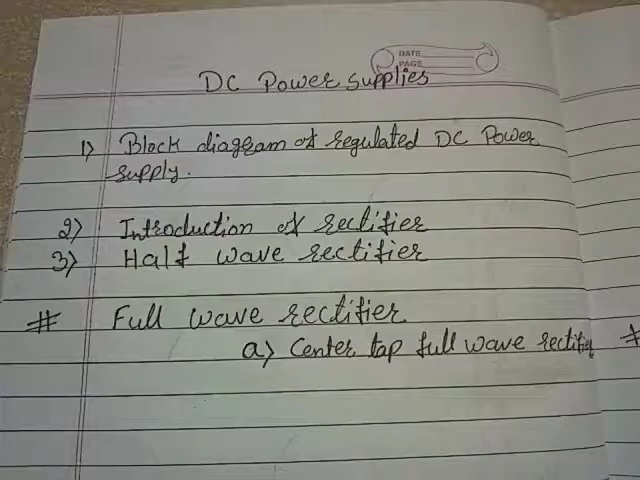 DATE
PAGE
DC Power supplies
1) Block diagram of regulated DC Power
supply.
2) Introduction of rectifier
3) Half wave rectifier
# Full wave rectifier
a) Center tap full wave